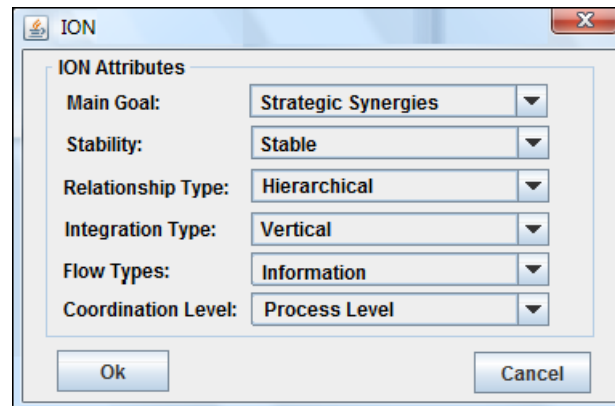 ION
ION Attributes
Main Goal: Strategic Synergies
Stability: Stable
Relationship Type: Hierarchical
Integration Type: Vertical
Flow Types: Information
Coordination Level: Process Level
Ok Cancel